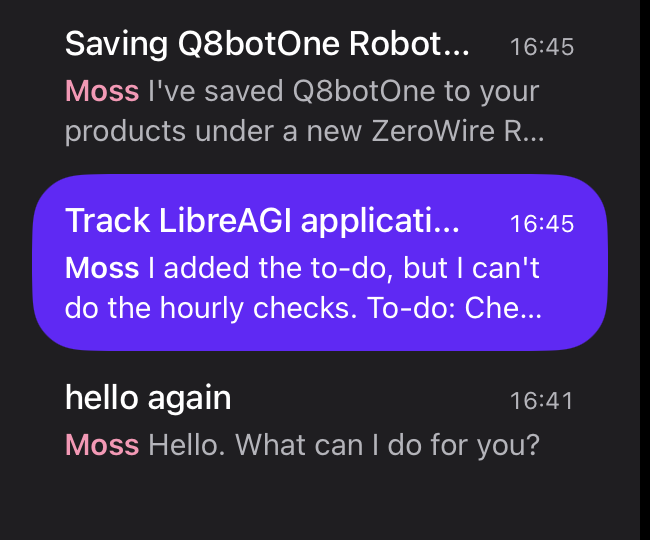 Saving Q8botOne Robot... 16:45
Moss I've saved Q8botOne to your
products under a new ZeroWire R...
Track LibreAGI applicati... 16:45
Moss I added the to-do, but I can't
do the hourly checks. To-do: Che...
hello again 16:41
Moss Hello. What can I do for you?